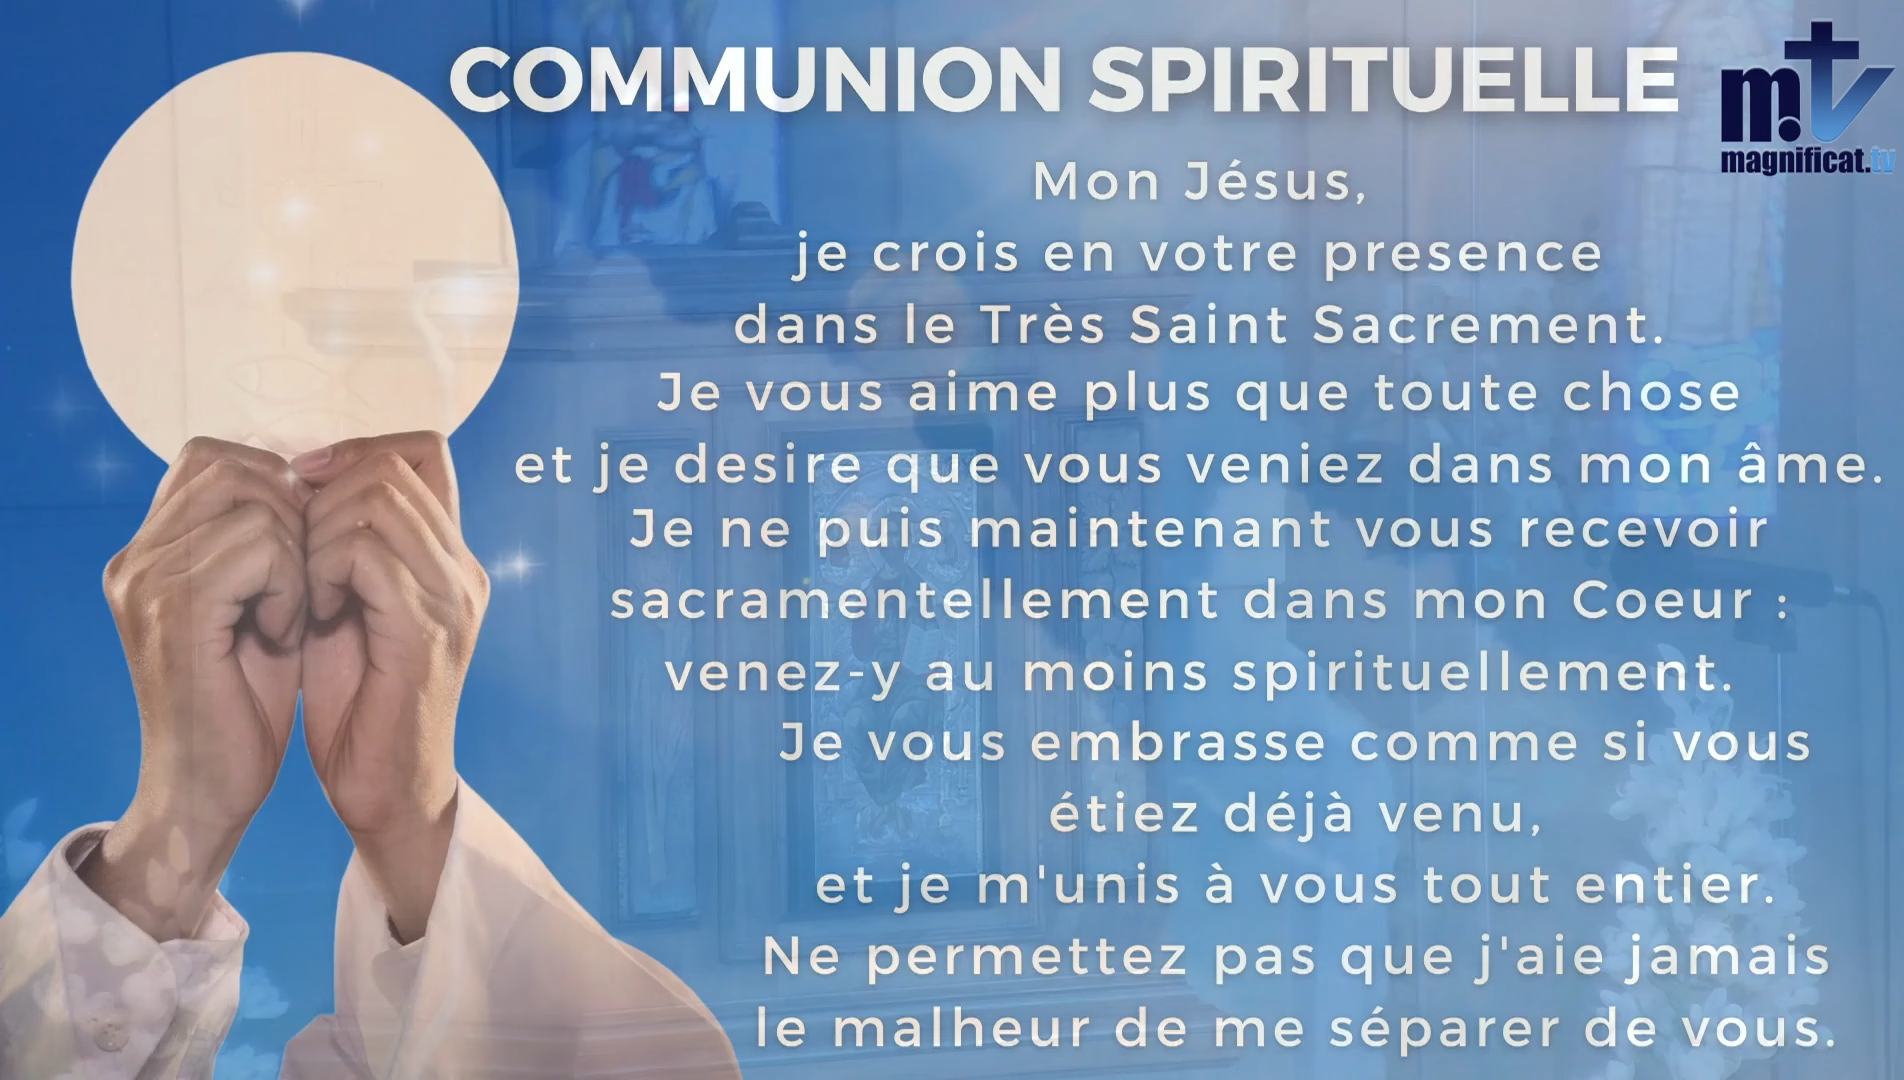 COMMUNION SPIRITUELLE
mtv
magnificat.tv
Mon Jésus,
je crois en votre presence
dans le Très Saint Sacrement.
Je vous aime plus que toute chose
et je desire que vous veniez dans mon âme.
Je ne puis maintenant vous recevoir
sacramentellement dans mon Coeur :
venez-y au moins spirituellement.
Je vous embrasse comme si vous
étiez déjà venu,
et je m'unis à vous tout entier.
Ne permettez pas que j'aie jamais
le malheur de me séparer de vous.